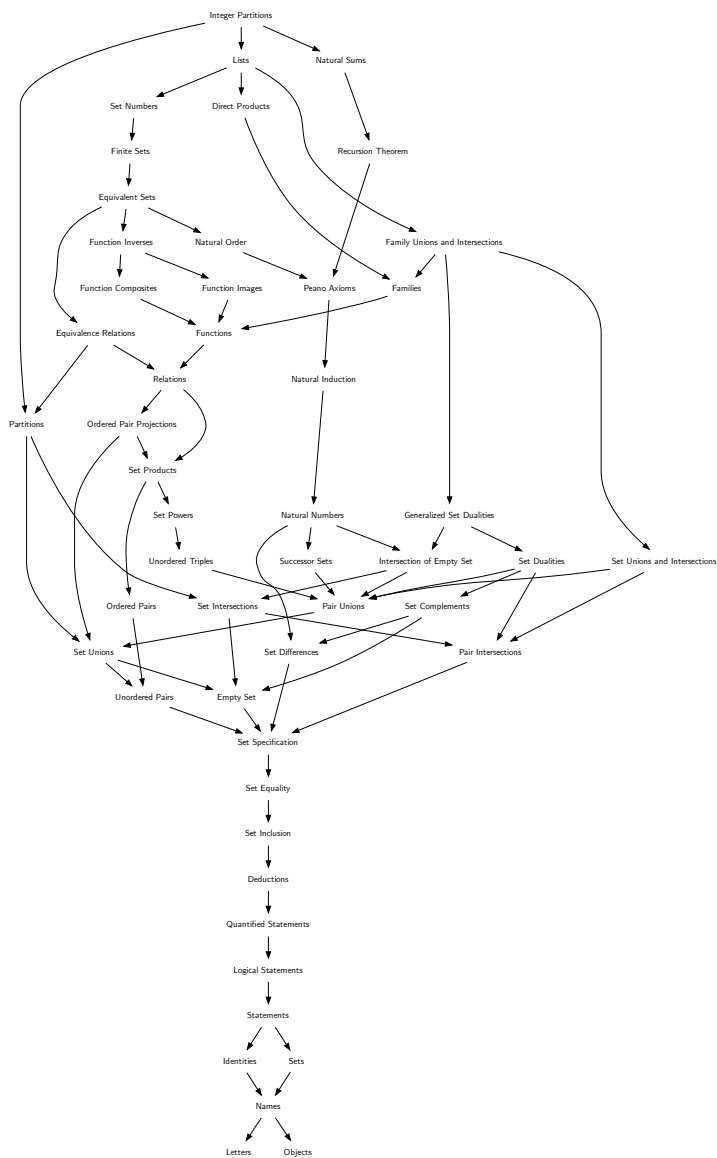 Integer Partitions
Lists
Natural Sums
Set Numbers
Direct Products
Finite Sets
Recursion Theorem
Equivalent Sets
Function Inverses
Natural Order
Family Unions and Intersections
Function Composites
Function Images
Peano Axioms
Families
Equivalence Relations
Functions
Relations
Natural Induction
Partitions
Ordered Pair Projections
Set Products
Set Powers
Natural Numbers
Generalized Set Dualities
Unordered Triples
Successor Sets
Intersection of Empty Set
Set Dualities
Set Unions and Intersections
Ordered Pairs
Set Intersections
Pair Unions
Set Complements
Set Unions
Set Differences
Pair Intersections
Unordered Pairs
Empty Set
Set Specification
Set Equality
Set Inclusion
Deductions
Quantified Statements
Logical Statements
Statements
Identities
Sets
Names
Letters
Objects